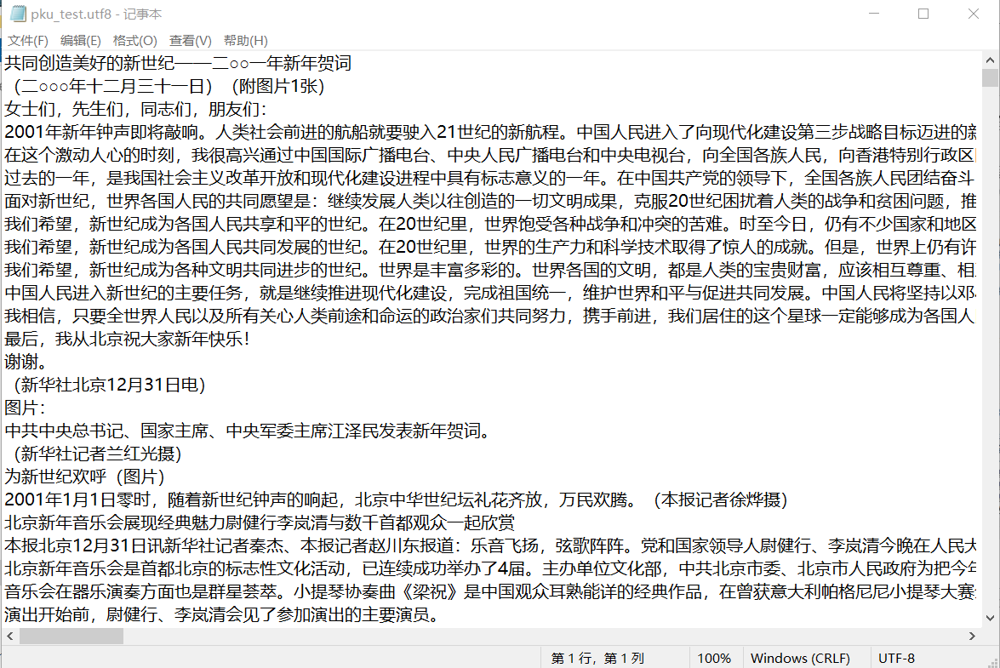 pku_test.utf8 - 记事本
文件(F) 编辑(E) 格式(O) 查看(V) 帮助(H)
共同创造美好的新世纪——二○○一年新年贺词
（二○○○年十二月三十一日）（附图片1张）
女士们，先生们，同志们，朋友们：
2001年新年钟声即将敲响。人类社会前进的航船就要驶入21世纪的新航程。中国人民进入了向现代化建设第三步战略目标迈进的新
在这个激动人心的时刻，我很高兴通过中国国际广播电台、中央人民广播电台和中央电视台，向全国各族人民，向香港特别行政区
过去的一年，是我国社会主义改革开放和现代化建设进程中具有标志意义的一年。在中国共产党的领导下，全国各族人民团结奋斗
面对新世纪，世界各国人民的共同愿望是：继续发展人类以往创造的一切文明成果，克服20世纪困扰着人类的战争和贫困问题，推
我们希望，新世纪成为各国人民共享和平的世纪。在20世纪里，世界饱受各种战争和冲突的苦难。时至今日，仍有不少国家和地区
我们希望，新世纪成为各国人民共同发展的世纪。在20世纪里，世界的生产力和科学技术取得了惊人的成就。但是，世界上仍有许
我们希望，新世纪成为各种文明共同进步的世纪。世界是丰富多彩的。世界各国的文明，都是人类的宝贵财富，应该相互尊重、相
中国人民进入新世纪的主要任务，就是继续推进现代化建设，完成祖国统一，维护世界和平与促进共同发展。中国人民将坚持以邓
我相信，只要全世界人民以及所有关心人类前途和命运的政治家们共同努力，携手前进，我们居住的这个星球一定能够成为各国人
最后，我从北京祝大家新年快乐！
谢谢。
（新华社北京12月31日电）
图片：
中共中央总书记、国家主席、中央军委主席江泽民发表新年贺词。
（新华社记者兰红光摄）
为新世纪欢呼（图片）
2001年1月1日零时，随着新世纪钟声的响起，北京中华世纪坛礼花齐放，万民欢腾。（本报记者徐烨摄）
北京新年音乐会展现经典魅力尉健行李岚清与数千首都观众一起欣赏
本报北京12月31日讯新华社记者秦杰、本报记者赵川东报道：乐音飞扬，弦歌阵阵。党和国家领导人尉健行、李岚清今晚在人民大
北京新年音乐会是首都北京的标志性文化活动，已连续成功举办了4届。主办单位文化部，中共北京市委、北京市人民政府为把今年
音乐会在器乐演奏方面也是群星荟萃。小提琴协奏曲《梁祝》是中国观众耳熟能详的经典作品，在曾获意大利帕格尼尼小提琴大赛
演出开始前，尉健行、李岚清会见了参加演出的主要演员。
第 1 行，第 1 列 100% Windows (CRLF) UTF-8